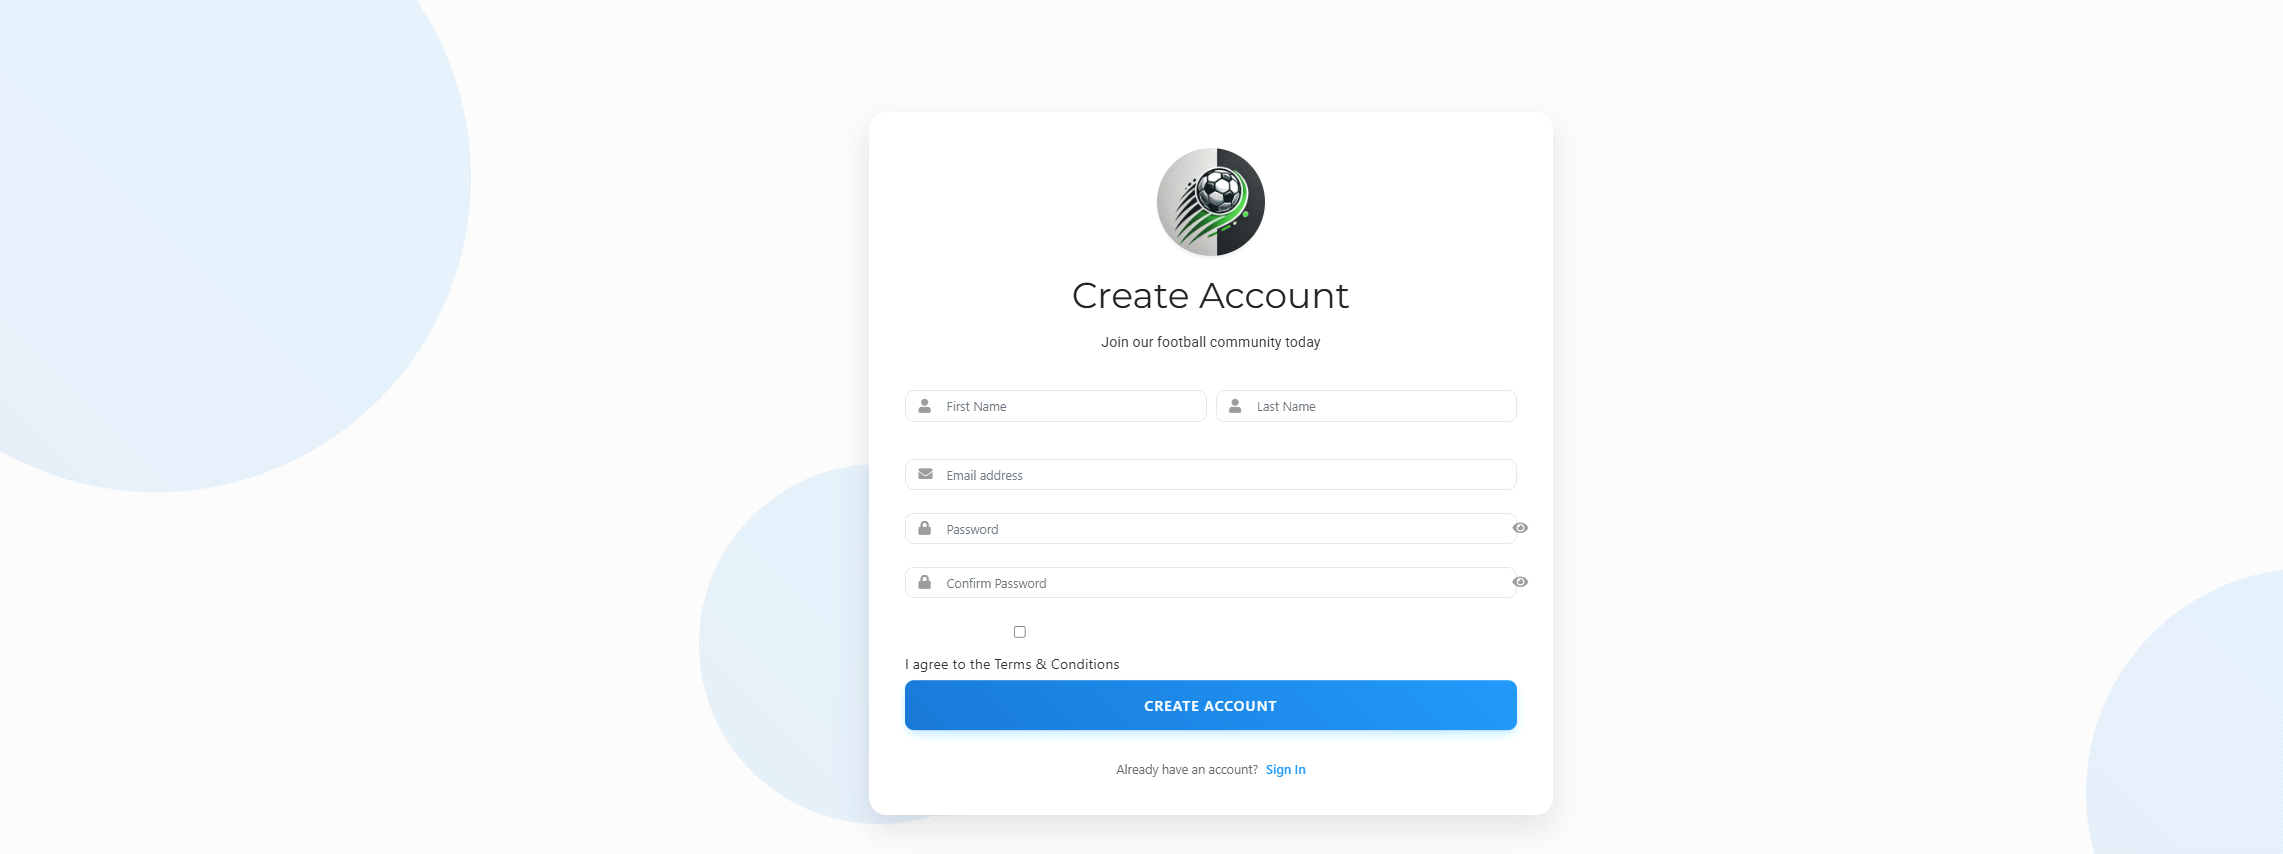 Create Account
Join our football community today
First Name
Last Name
Email address
Password
Confirm Password
I agree to the Terms & Conditions
CREATE ACCOUNT
Already have an account? Sign In